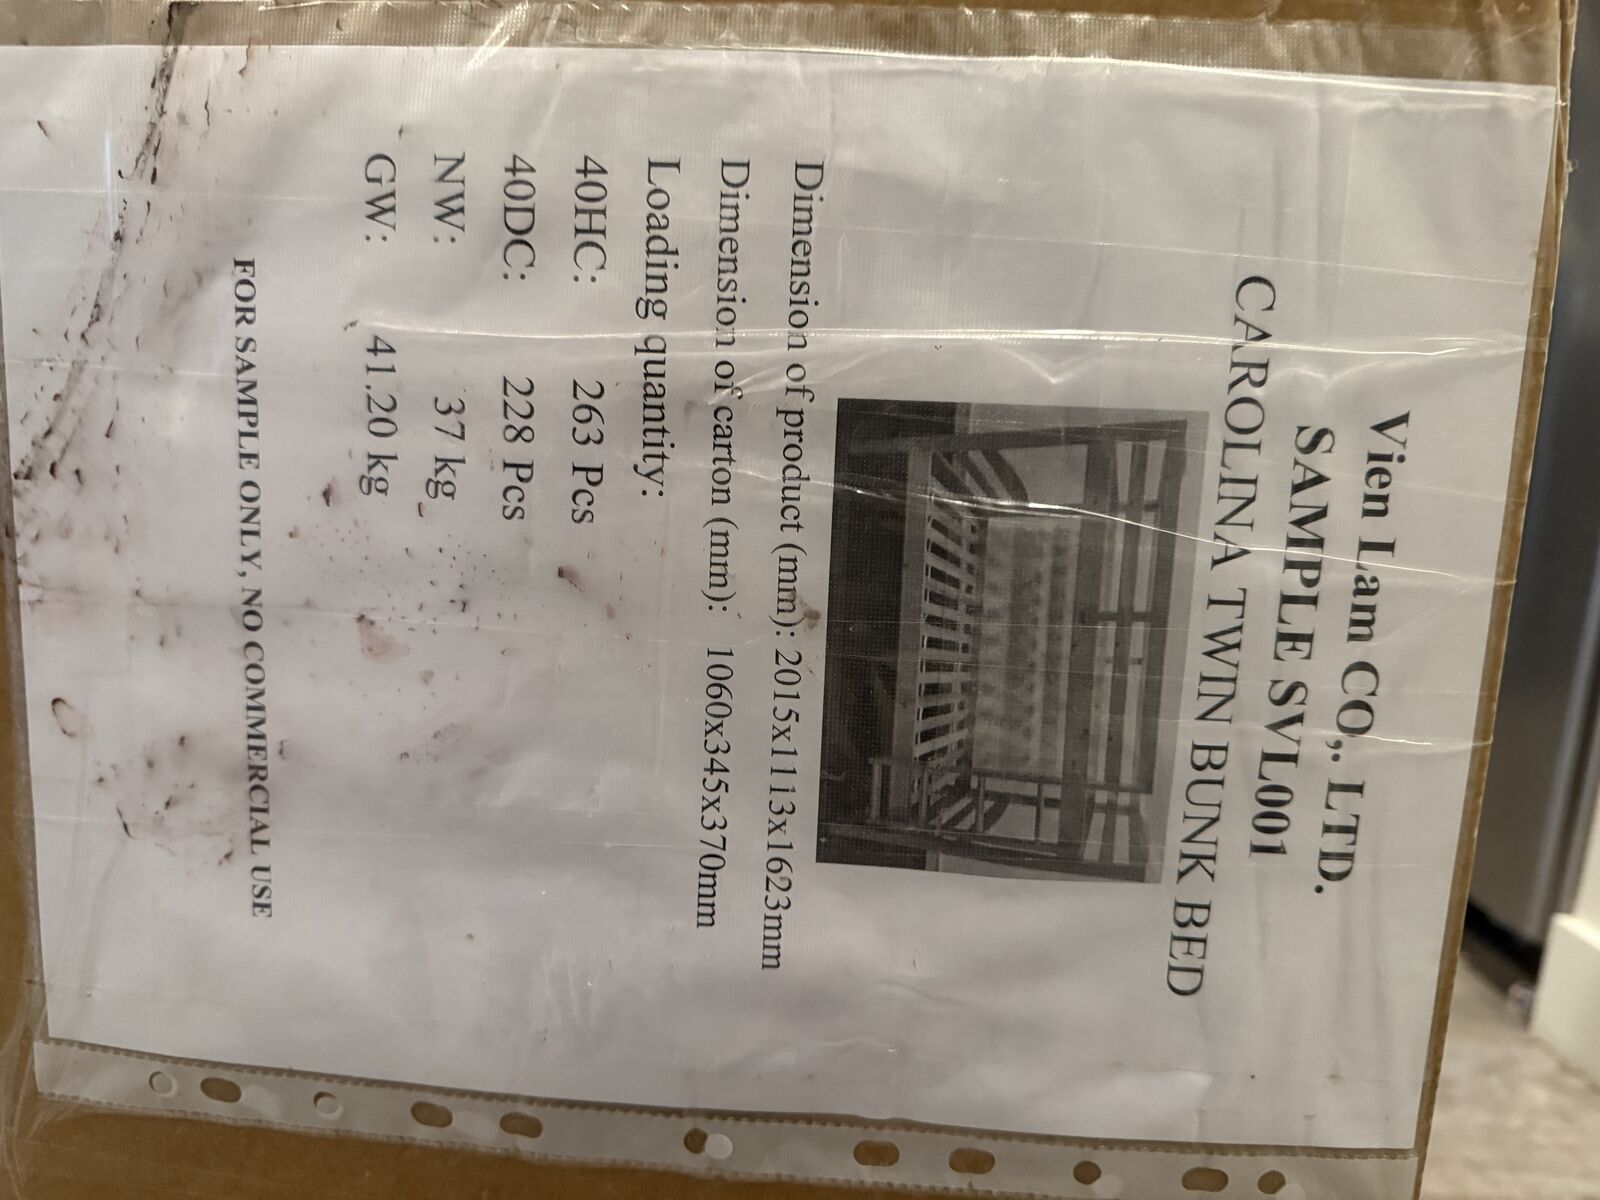 Vien Lam CO,. LTD.
SAMPLE SVL001
CAROLINA TWIN BUNK BED
Dimension of product (mm): 2015x1113x1623mm
Dimension of carton (mm): 1060x345x370mm
Loading quantity:
40HC: 263 Pcs
40DC: 228 Pcs
NW: 37 kg
GW: 41.20 kg
FOR SAMPLE ONLY, NO COMMERCIAL USE